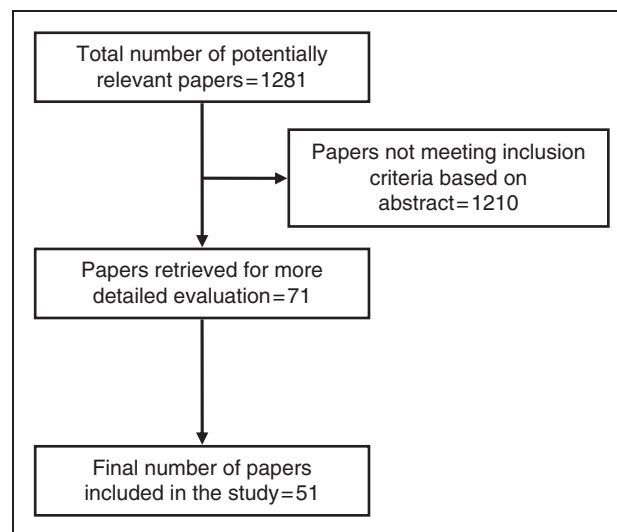 Total number of potentially
relevant papers=1281
Papers not meeting inclusion
criteria based on
abstract=1210
Papers retrieved for more
detailed evaluation=71
Final number of papers
included in the study=51